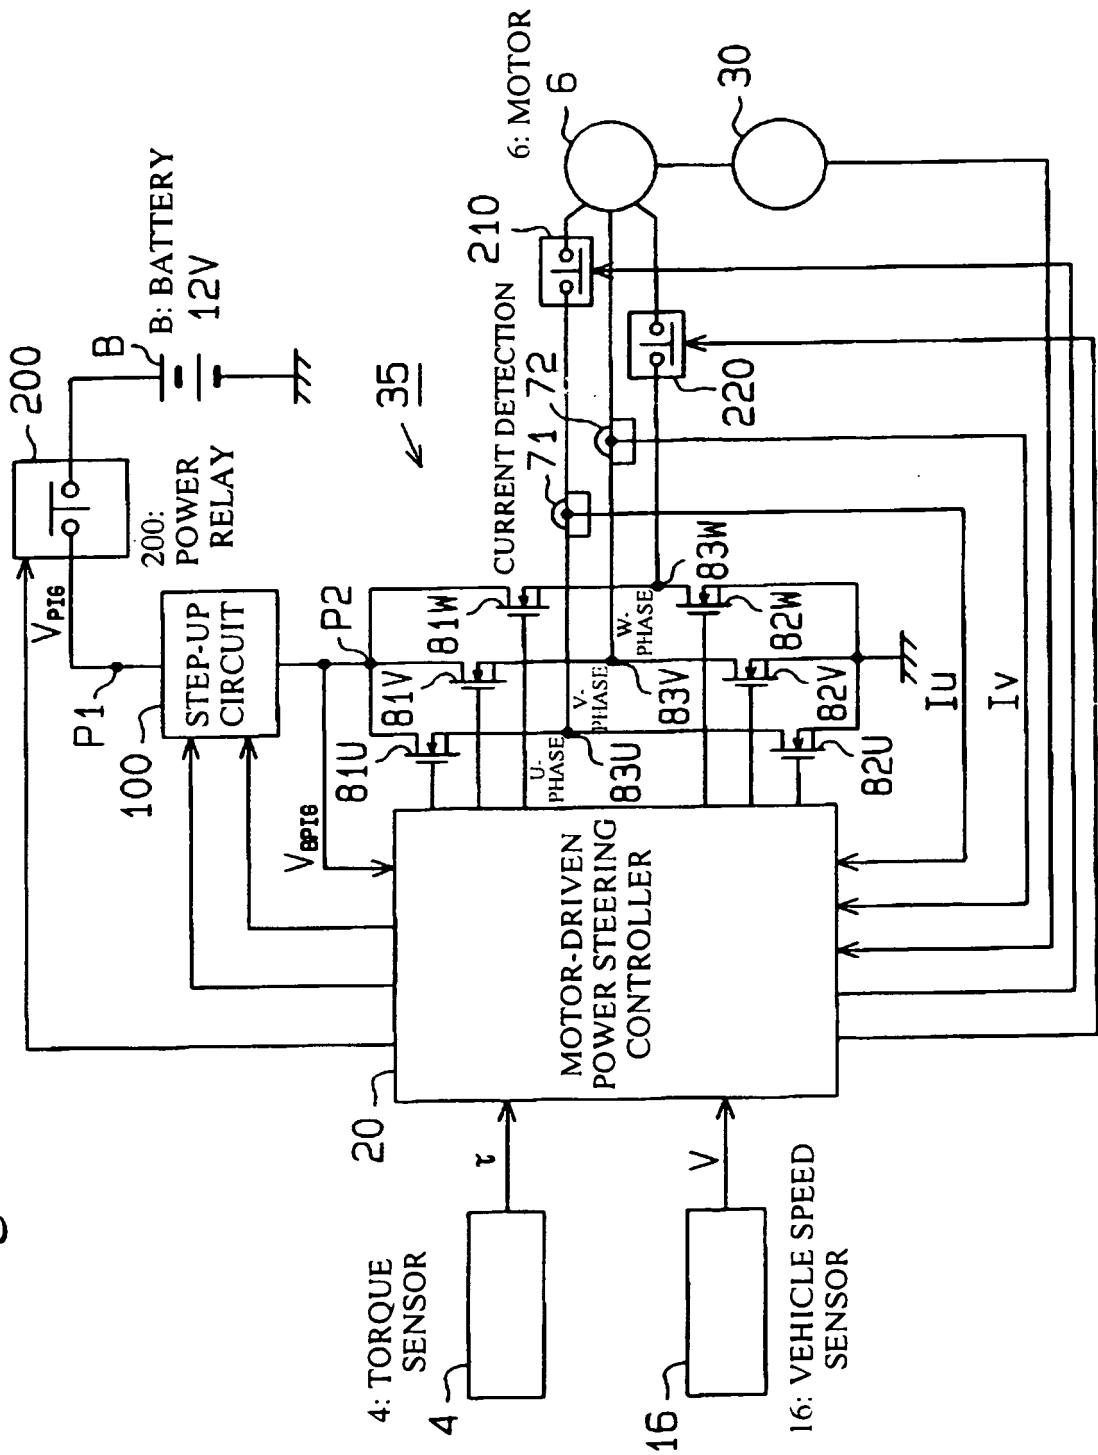 200
B
B: BATTERY
12V
200:
POWER
RELAY
VPIG
P1
100
STEP-UP
CIRCUIT
35
P2
VBPIG
CURRENT DETECTION
210
6: MOTOR
6
30
71
72
220
81U
81V
81W
U-
PHASE
V-
PHASE
W-
PHASE
83U
83V
83W
82U
82V
82W
20
MOTOR-DRIVEN
POWER STEERING
CONTROLLER
Iu
Iv
4: TORQUE
SENSOR
4
τ
16
V
16: VEHICLE SPEED
SENSOR